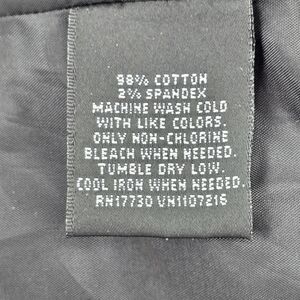 98% COTTON
2% SPANDEX
MACHINE WASH COLD
WITH LIKE COLORS.
ONLY NON-CHLORINE
BLEACH WHEN NEEDED.
TUMBLE DRY LOW.
COOL IRON WHEN NEEDED.
RN17730 VN1107216